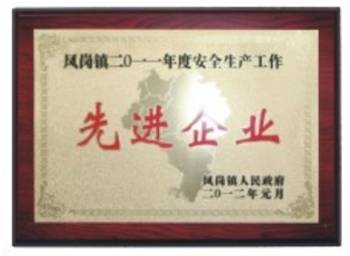 凤岗镇二〇一一年度安全生产工作
先进企业
凤岗镇人民政府
二〇一二年元月